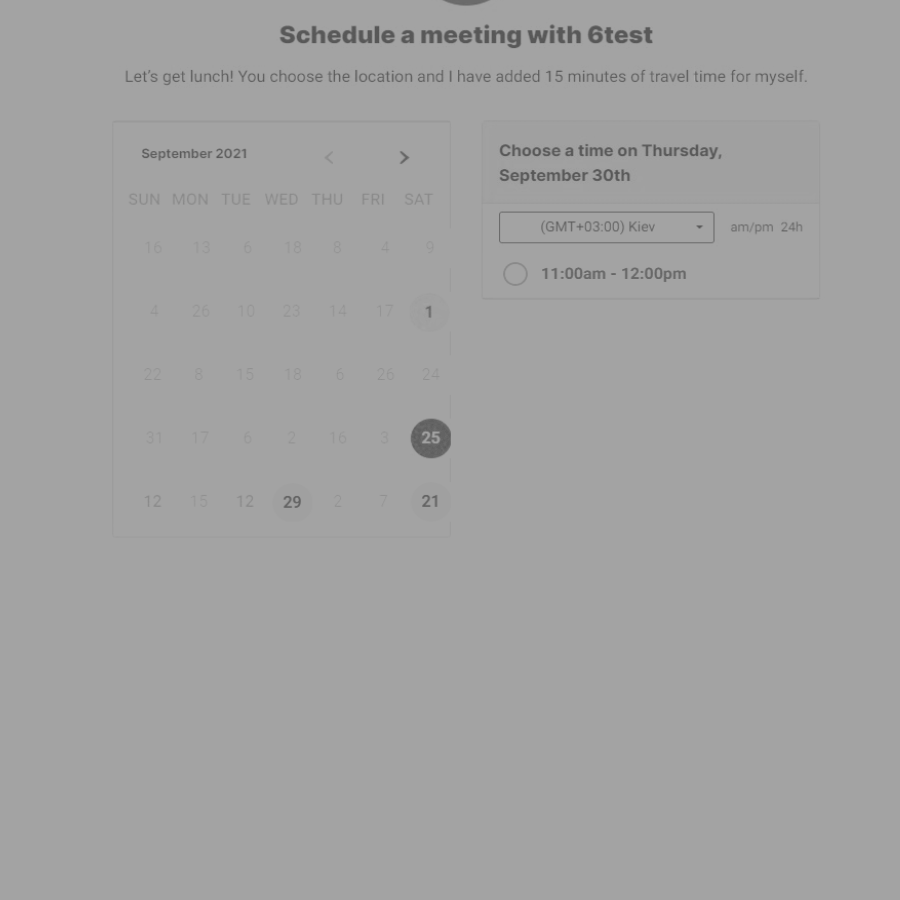 Schedule a meeting with 6test
Let's get lunch! You choose the location and I have added 15 minutes of travel time for myself.
September 2021
SUN MON TUE WED THU FRI SAT
16 13 6 18 8 4 9
4 26 10 23 14 17 1
22 8 15 18 6 26 24
31 17 6 2 16 3 25
12 15 12 29 2 7 21
Choose a time on Thursday,
September 30th
(GMT+03:00) Kiev am/pm 24h
11:00am - 12:00pm